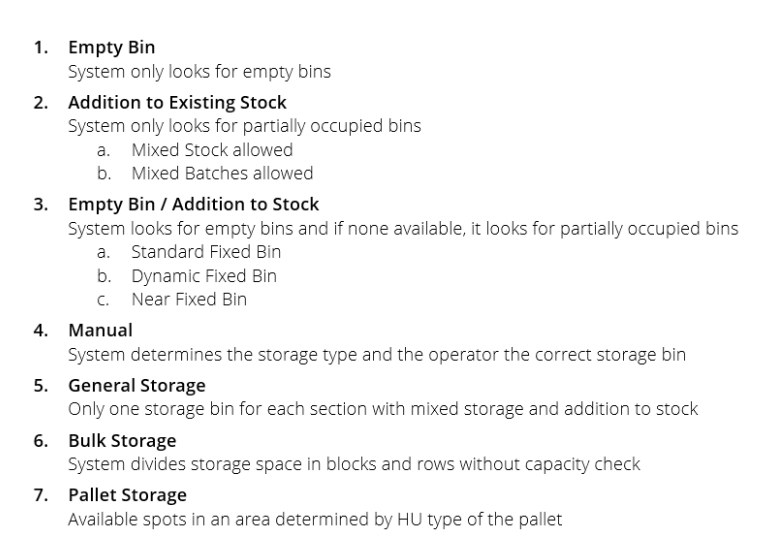 1. Empty Bin
System only looks for empty bins
2. Addition to Existing Stock
System only looks for partially occupied bins
a. Mixed Stock allowed
b. Mixed Batches allowed
3. Empty Bin / Addition to Stock
System looks for empty bins and if none available, it looks for partially occupied bins
a. Standard Fixed Bin
b. Dynamic Fixed Bin
c. Near Fixed Bin
4. Manual
System determines the storage type and the operator the correct storage bin
5. General Storage
Only one storage bin for each section with mixed storage and addition to stock
6. Bulk Storage
System divides storage space in blocks and rows without capacity check
7. Pallet Storage
Available spots in an area determined by HU type of the pallet